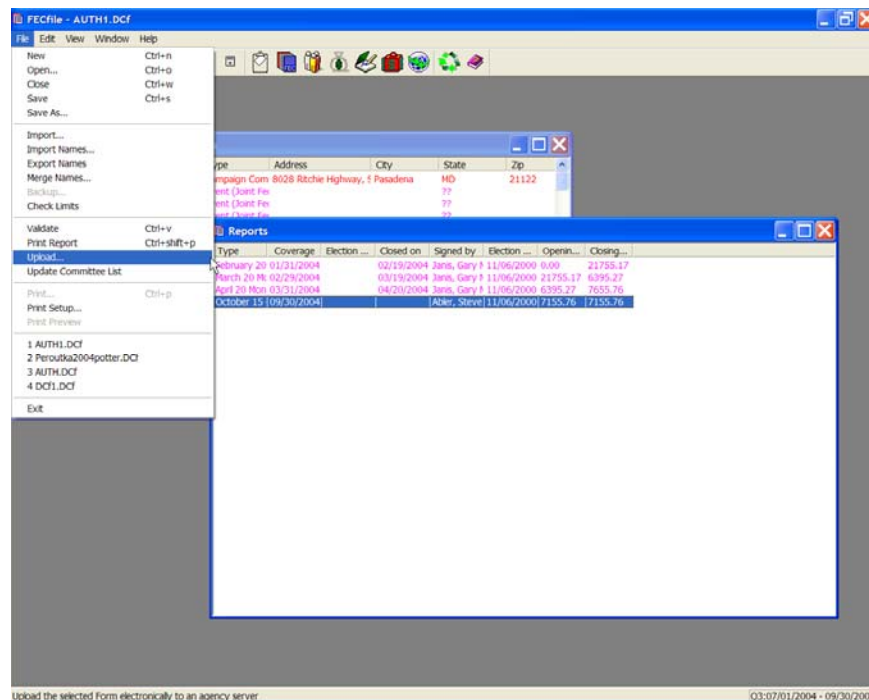 FECfile - AUTH1.DCf
File Edit View Window Help
New Ctrl+n
Open... Ctrl+o
Close Ctrl+w
Save Ctrl+s
Save As...
Import...
Import Names...
Export Names
Merge Names...
Backup...
Check Limits
Validate Ctrl+v
Print Report Ctrl+shift+p
Upload...
Update Committee List
Print... Ctrl+p
Print Setup...
Print Preview
1 AUTH1.DCf
2 Peroutka2004potter.DCf
3 AUTH.DCf
4 DCf1.DCf
Exit
ype Address City State Zip
mpaign Com 8028 Ritchie Highway, S Pasadena MD 21122
ent (Joint Fe ??
ent (Joint Fe ??
ent (Joint Fe ??
Reports
Type Coverage Election ... Closed on Signed by Election ... Openin... Closing...
February 20 01/31/2004 02/19/2004 Janis, Gary 11/06/2000 0.00 21755.17
March 20 Mo 02/29/2004 03/19/2004 Janis, Gary 11/06/2000 21755.17 6395.27
April 20 Mon 03/31/2004 04/20/2004 Janis, Gary 11/06/2000 6395.27 7655.76
October 15 09/30/2004 Abler, Steve 11/06/2000 7155.76 7155.76
Upload the selected Form electronically to an agency server
Q3:07/01/2004 - 09/30/200